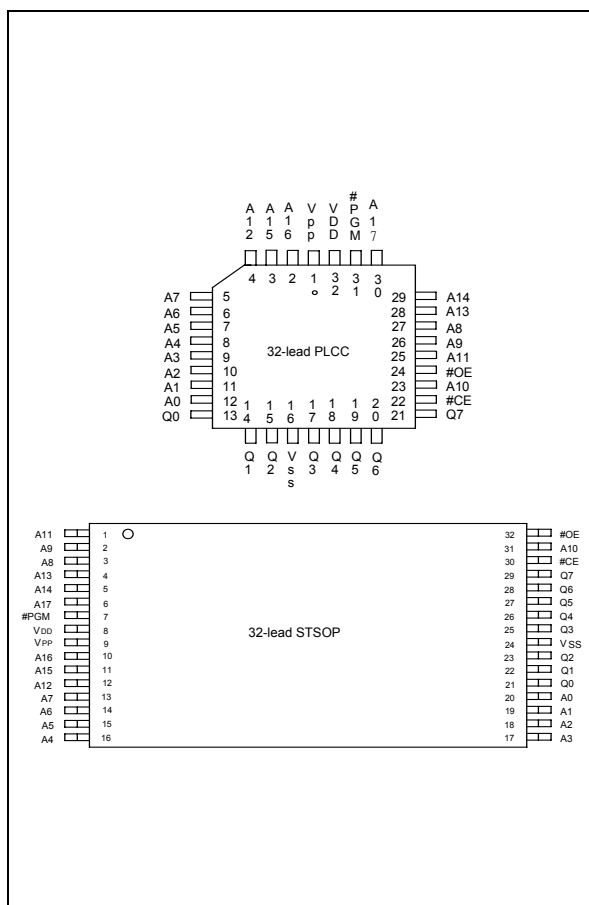 A12 A15 A16 Vpp VDD #PGM A17
4 3 2 1 32 31 30
A7 5 29 A14
A6 6 28 A13
A5 7 27 A8
A4 8 26 A9
A3 9 32-lead PLCC 25 A11
A2 10 24 #OE
A1 11 23 A10
A0 12 22 #CE
Q0 13 21 Q7
14 15 16 17 18 19 20
Q1 Q2 Vss Q3 Q4 Q5 Q6
A11 1 32 #OE
A9 2 31 A10
A8 3 30 #CE
A13 4 29 Q7
A14 5 28 Q6
A17 6 27 Q5
#PGM 7 26 Q4
VDD 8 32-lead STSOP 25 Q3
VPP 9 24 VSS
A16 10 23 Q2
A15 11 22 Q1
A12 12 21 Q0
A7 13 20 A0
A6 14 19 A1
A5 15 18 A2
A4 16 17 A3